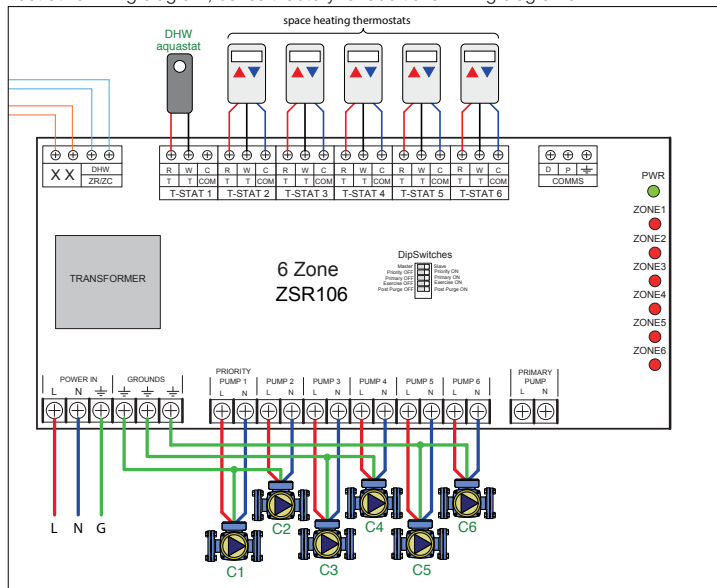 space heating thermostats
DHW
aquastat
X X
DHW
ZR/ZC
R W C R W C R W C R W C R W C R W C
T T COM T T COM T T COM T T COM T T COM T T COM
T-STAT 1 T-STAT 2 T-STAT 3 T-STAT 4 T-STAT 5 T-STAT 6
D P
COMMS
PWR
ZONE1
ZONE2
ZONE3
ZONE4
ZONE5
ZONE6
TRANSFORMER
6 Zone
ZSR106
DipSwitches
Master Slave
Priority OFF Priority ON
Primary OFF Primary ON
Exercise OFF Exercise ON
Post Purge OFF Post Purge ON
POWER IN GROUNDS
L N
PRIORITY
PUMP 1 PUMP 2 PUMP 3 PUMP 4 PUMP 5 PUMP 6
L N L N L N L N L N L N
PRIMARY
PUMP
L N
L N G
C1 C2 C3 C4 C5 C6